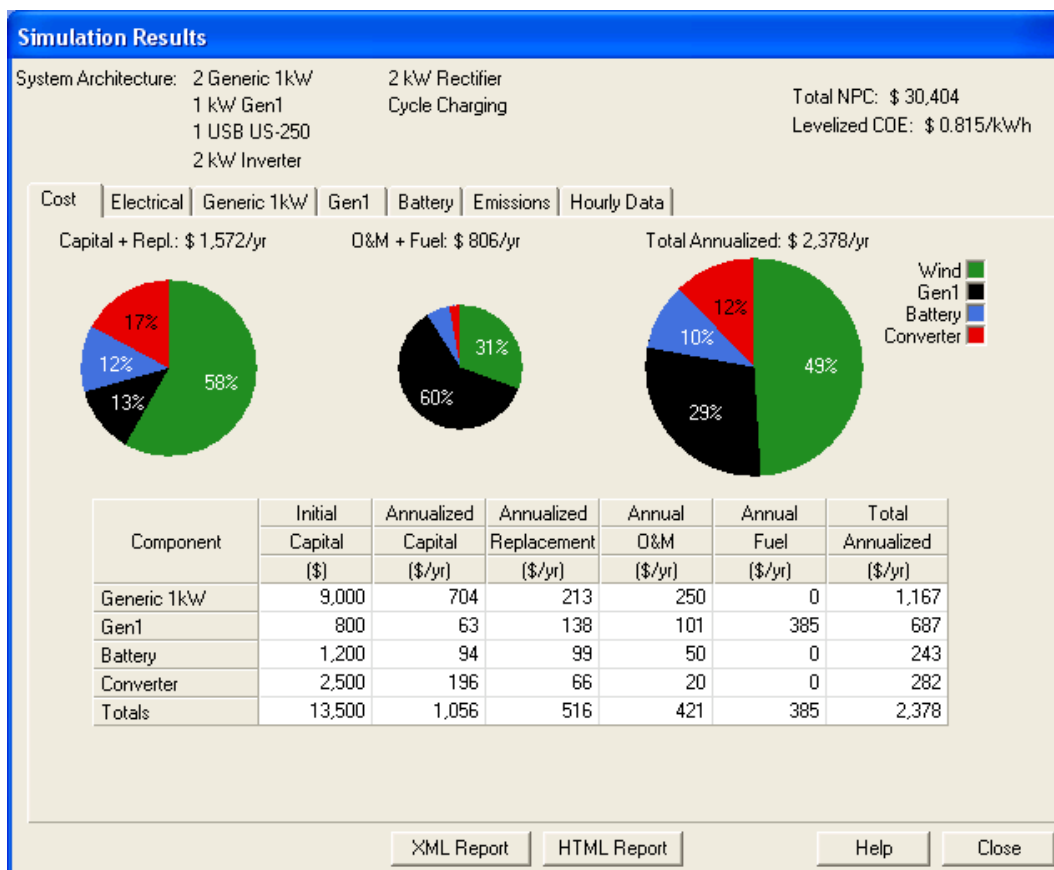 Simulation Results
System Architecture: 2 Generic 1kW 2 kW Rectifier
1 kW Gen1 Cycle Charging
1 USB US-250
2 kW Inverter
Total NPC: $ 30,404
Levelized COE: $ 0.815/kWh
Cost Electrical Generic 1kW Gen1 Battery Emissions Hourly Data
Capital + Repl.: $ 1,572/yr O&M + Fuel: $ 806/yr Total Annualized: $ 2,378/yr
Wind
Gen1
Battery
Converter
17%
12%
13%
58%
31%
60%
12%
10%
29%
49%
Component Initial Capital ($) Annualized Capital ($/yr) Annualized Replacement ($/yr) Annual O&M ($/yr) Annual Fuel ($/yr) Total Annualized ($/yr)
Generic 1kW 9,000 704 213 250 0 1,167
Gen1 800 63 138 101 385 687
Battery 1,200 94 99 50 0 243
Converter 2,500 196 66 20 0 282
Totals 13,500 1,056 516 421 385 2,378
XML Report HTML Report Help Close